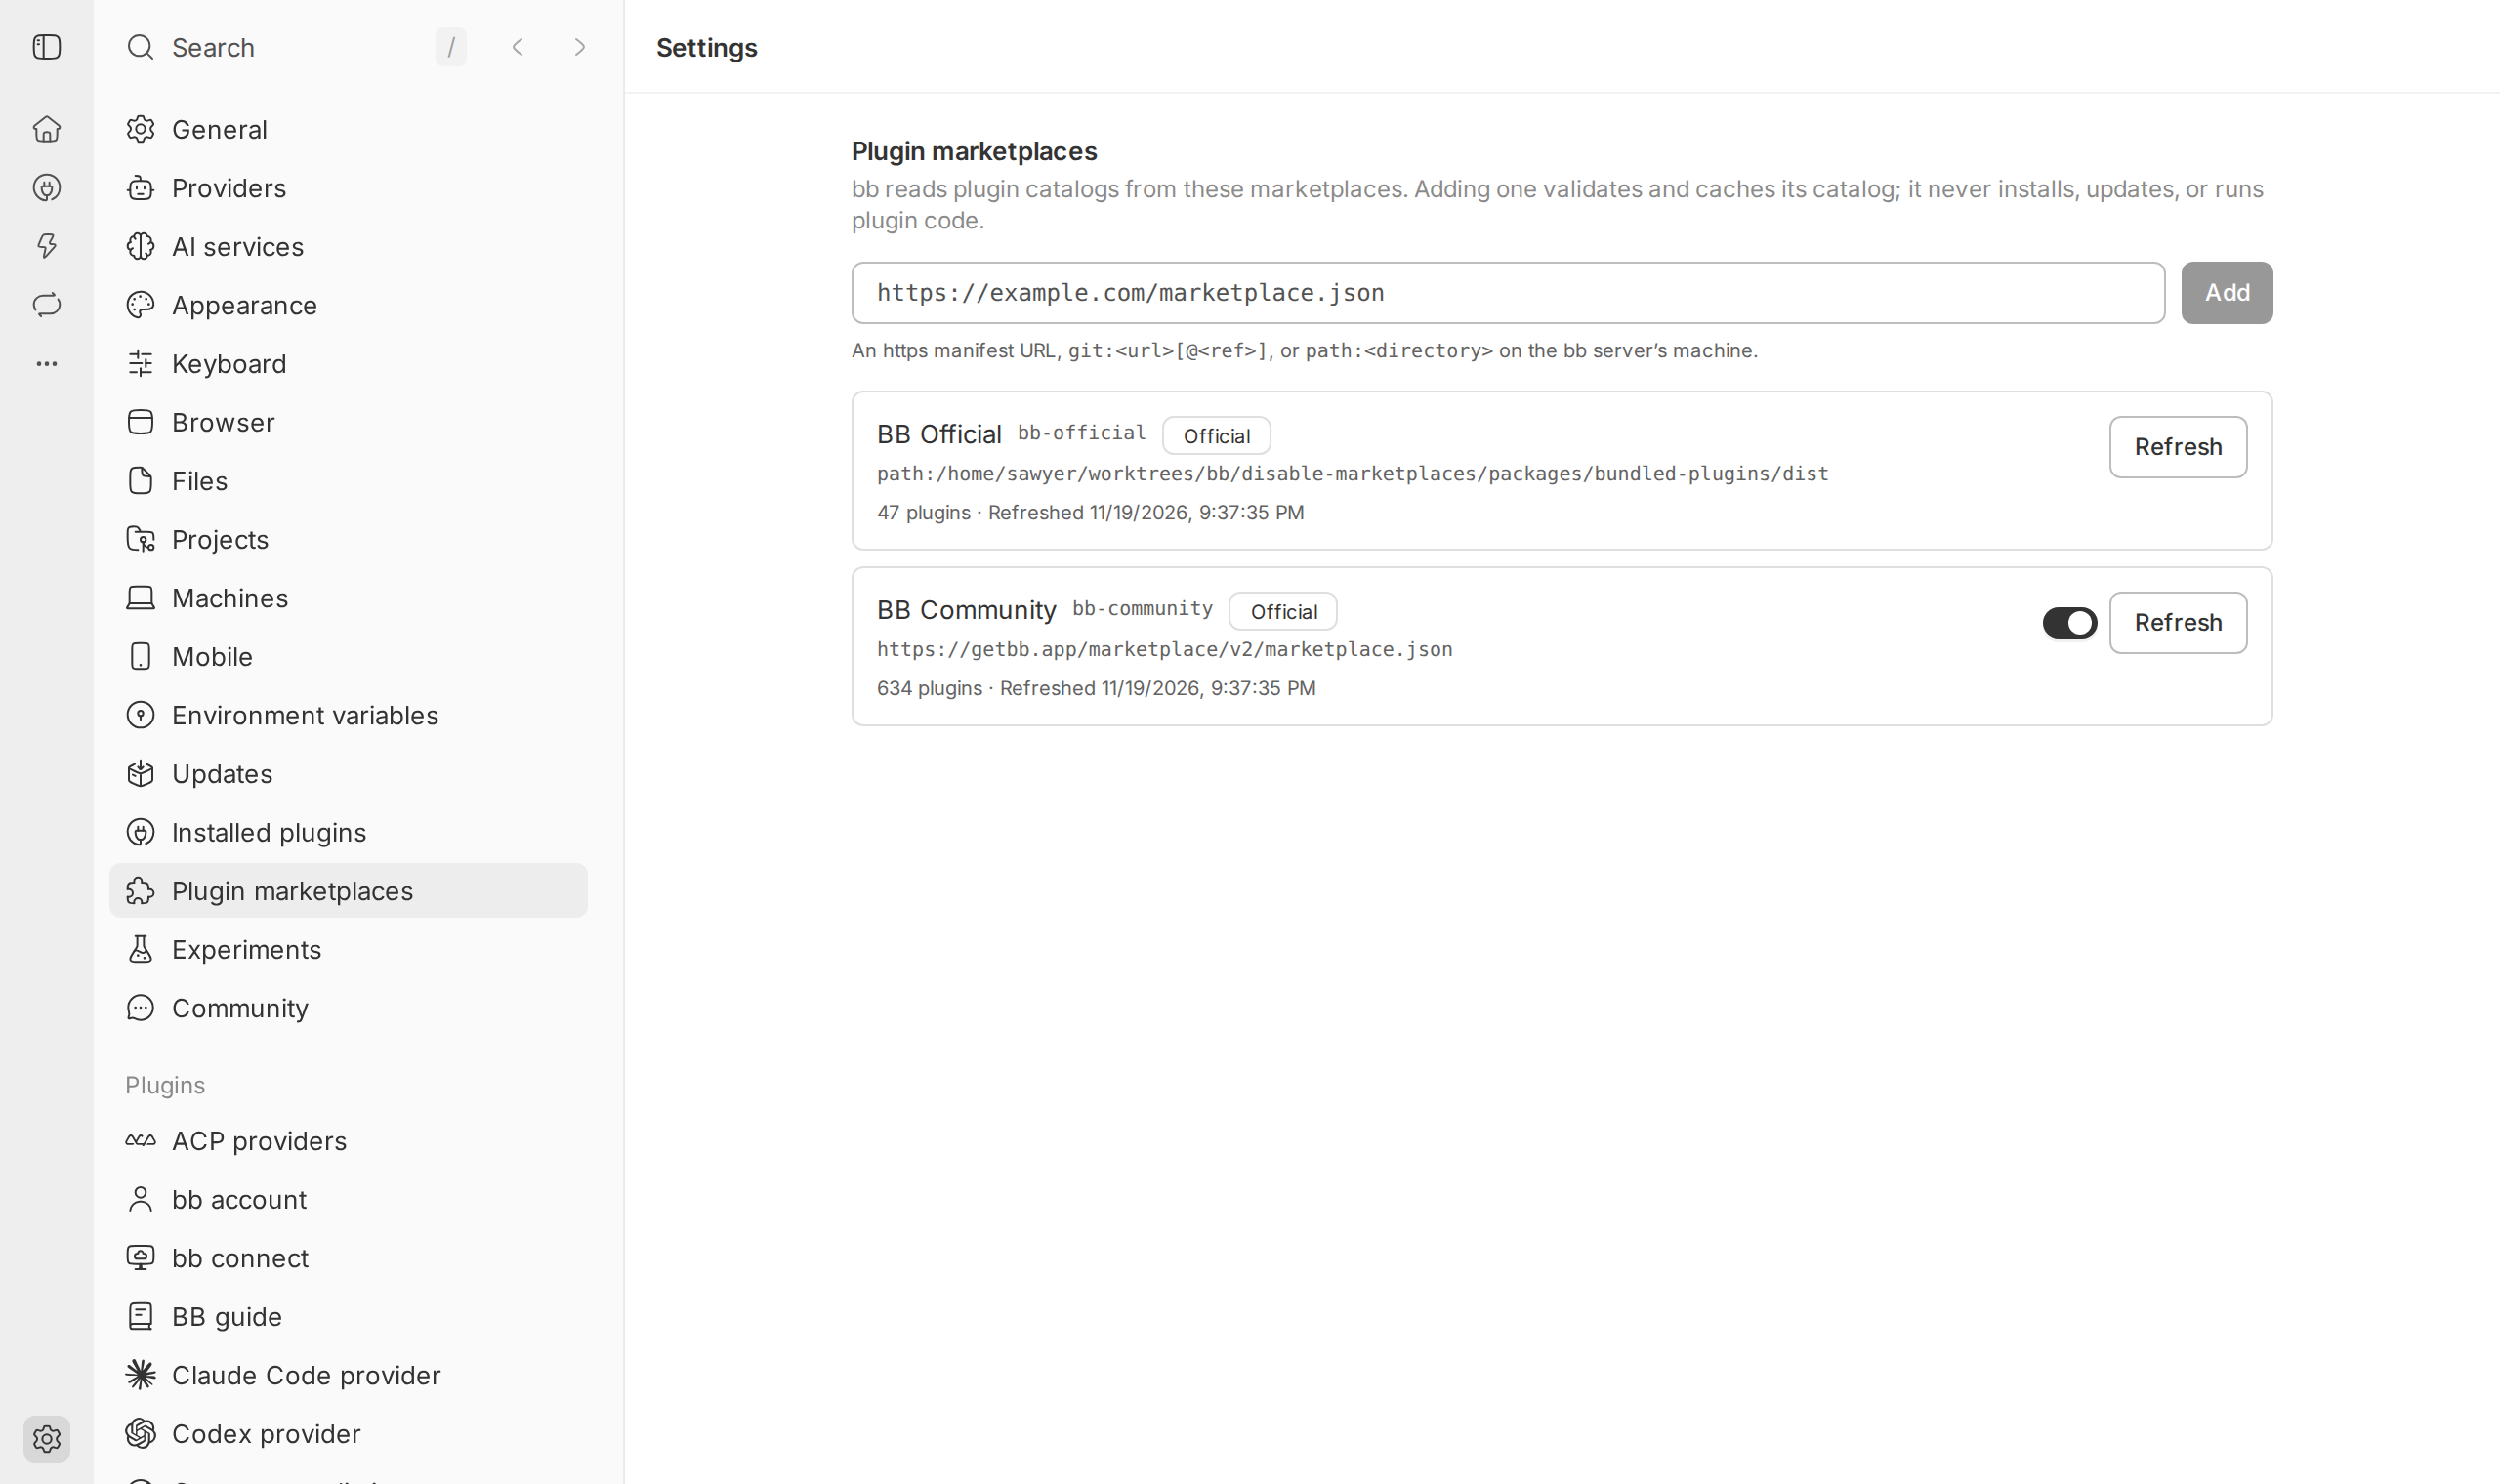 Search
/
Settings
General
Providers
AI services
Appearance
Keyboard
Browser
Files
Projects
Machines
Mobile
Environment variables
Updates
Installed plugins
Plugin marketplaces
Experiments
Community
Plugins
ACP providers
bb account
bb connect
BB guide
Claude Code provider
Codex provider
Plugin marketplaces
bb reads plugin catalogs from these marketplaces. Adding one validates and caches its catalog; it never installs, updates, or runs
plugin code.
https://example.com/marketplace.json
Add
An https manifest URL, git:<url>[@<ref>], or path:<directory> on the bb server’s machine.
BB Official bb-official Official
Refresh
path:/home/sawyer/worktrees/bb/disable-marketplaces/packages/bundled-plugins/dist
47 plugins · Refreshed 11/19/2026, 9:37:35 PM
BB Community bb-community Official
Refresh
https://getbb.app/marketplace/v2/marketplace.json
634 plugins · Refreshed 11/19/2026, 9:37:35 PM